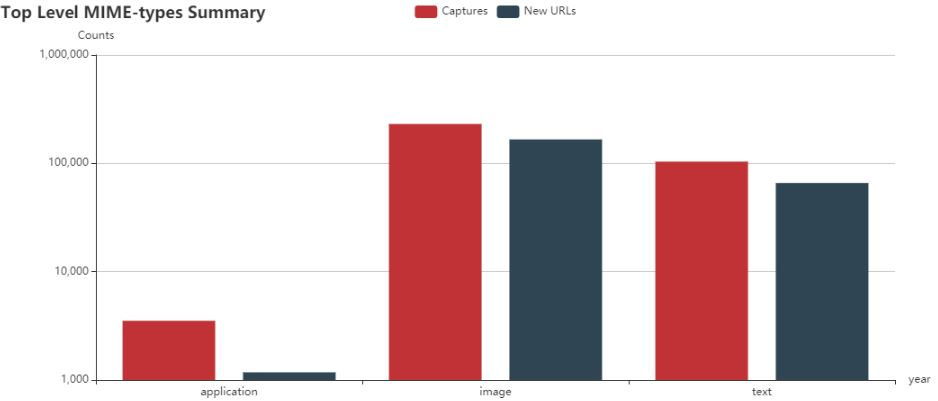 Top Level MIME-types Summary
Captures New URLs
Counts
1,000,000
100,000
10,000
1,000
application image text year